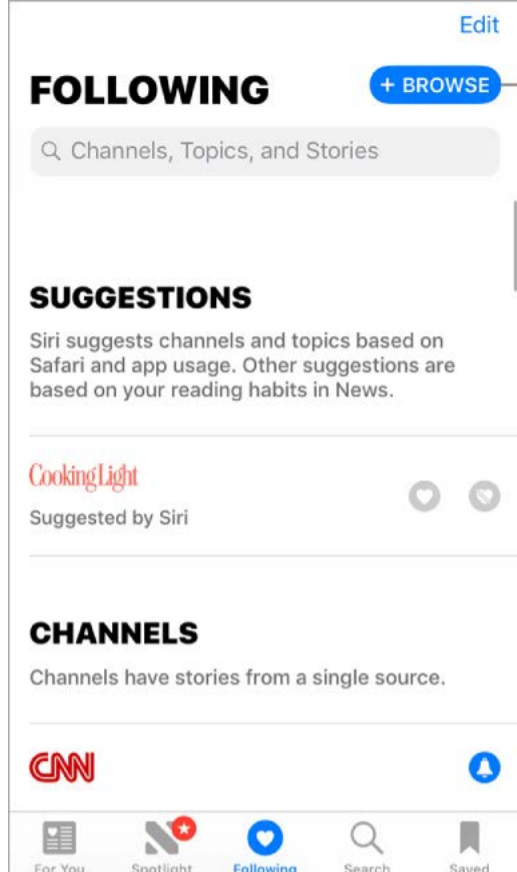 Edit
FOLLOWING
+ BROWSE
Channels, Topics, and Stories
SUGGESTIONS
Siri suggests channels and topics based on
Safari and app usage. Other suggestions are
based on your reading habits in News.
CookingLight
Suggested by Siri
CHANNELS
Channels have stories from a single source.
CNN
For You Spotlight Following Search Saved